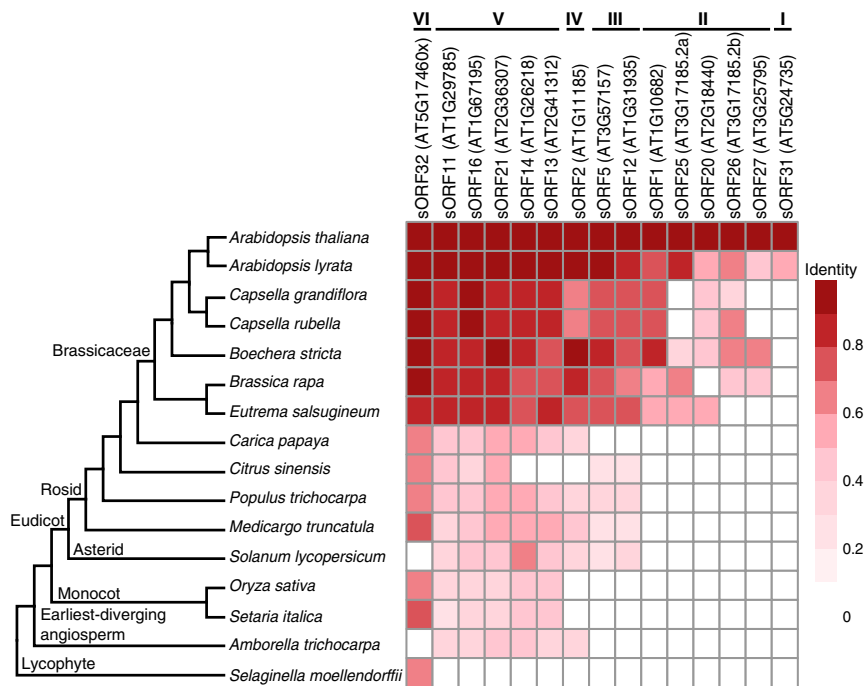 VI V IV III II I
sORF32 (AT5G17460x)
sORF11 (AT1G29785)
sORF16 (AT1G67195)
sORF21 (AT2G36307)
sORF14 (AT1G26218)
sORF13 (AT2G41312)
sORF2 (AT1G11185)
sORF5 (AT3G57157)
sORF12 (AT1G31935)
sORF1 (AT1G10682)
sORF25 (AT3G17185.2a)
sORF20 (AT2G18440)
sORF26 (AT3G17185.2b)
sORF27 (AT3G25795)
sORF31 (AT5G24735)
Arabidopsis thaliana
Arabidopsis lyrata
Capsella grandiflora
Capsella rubella
Boechera stricta
Brassica rapa
Eutrema salsugineum
Carica papaya
Citrus sinensis
Populus trichocarpa
Medicargo truncatula
Solanum lycopersicum
Oryza sativa
Setaria italica
Amborella trichocarpa
Selaginella moellendorffii
Brassicaceae
Rosid
Eudicot
Asterid
Monocot
Earliest-diverging
angiosperm
Lycophyte
Identity
0.8
0.6
0.4
0.2
0